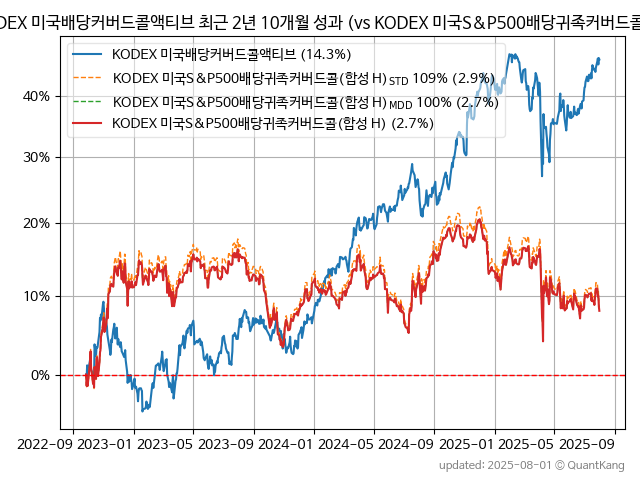 KODEX 미국배당커버드콜액티브 최근 2년 10개월 성과 (vs KODEX 미국S&P500배당귀족커버드콜
KODEX 미국배당커버드콜액티브 (14.3%)
KODEX 미국S&P500배당귀족커버드콜(합성 H) STD 109% (2.9%)
KODEX 미국S&P500배당귀족커버드콜(합성 H) MDD 100% (2.7%)
KODEX 미국S&P500배당귀족커버드콜(합성 H) (2.7%)
40%
30%
20%
10%
0%
2022-09 2023-01 2023-05 2023-09 2024-01 2024-05 2024-09 2025-01 2025-05 2025-09
updated: 2025-08-01 © QuantKang